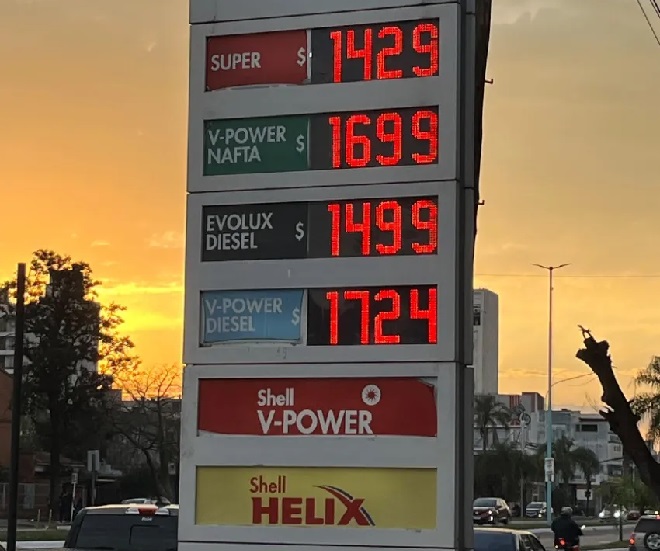 SUPER $ 1429
V-POWER
NAFTA $ 1699
EVOLUX
DIESEL $ 1499
V-POWER
DIESEL $ 1724
Shell
V-POWER
Shell
HELIX